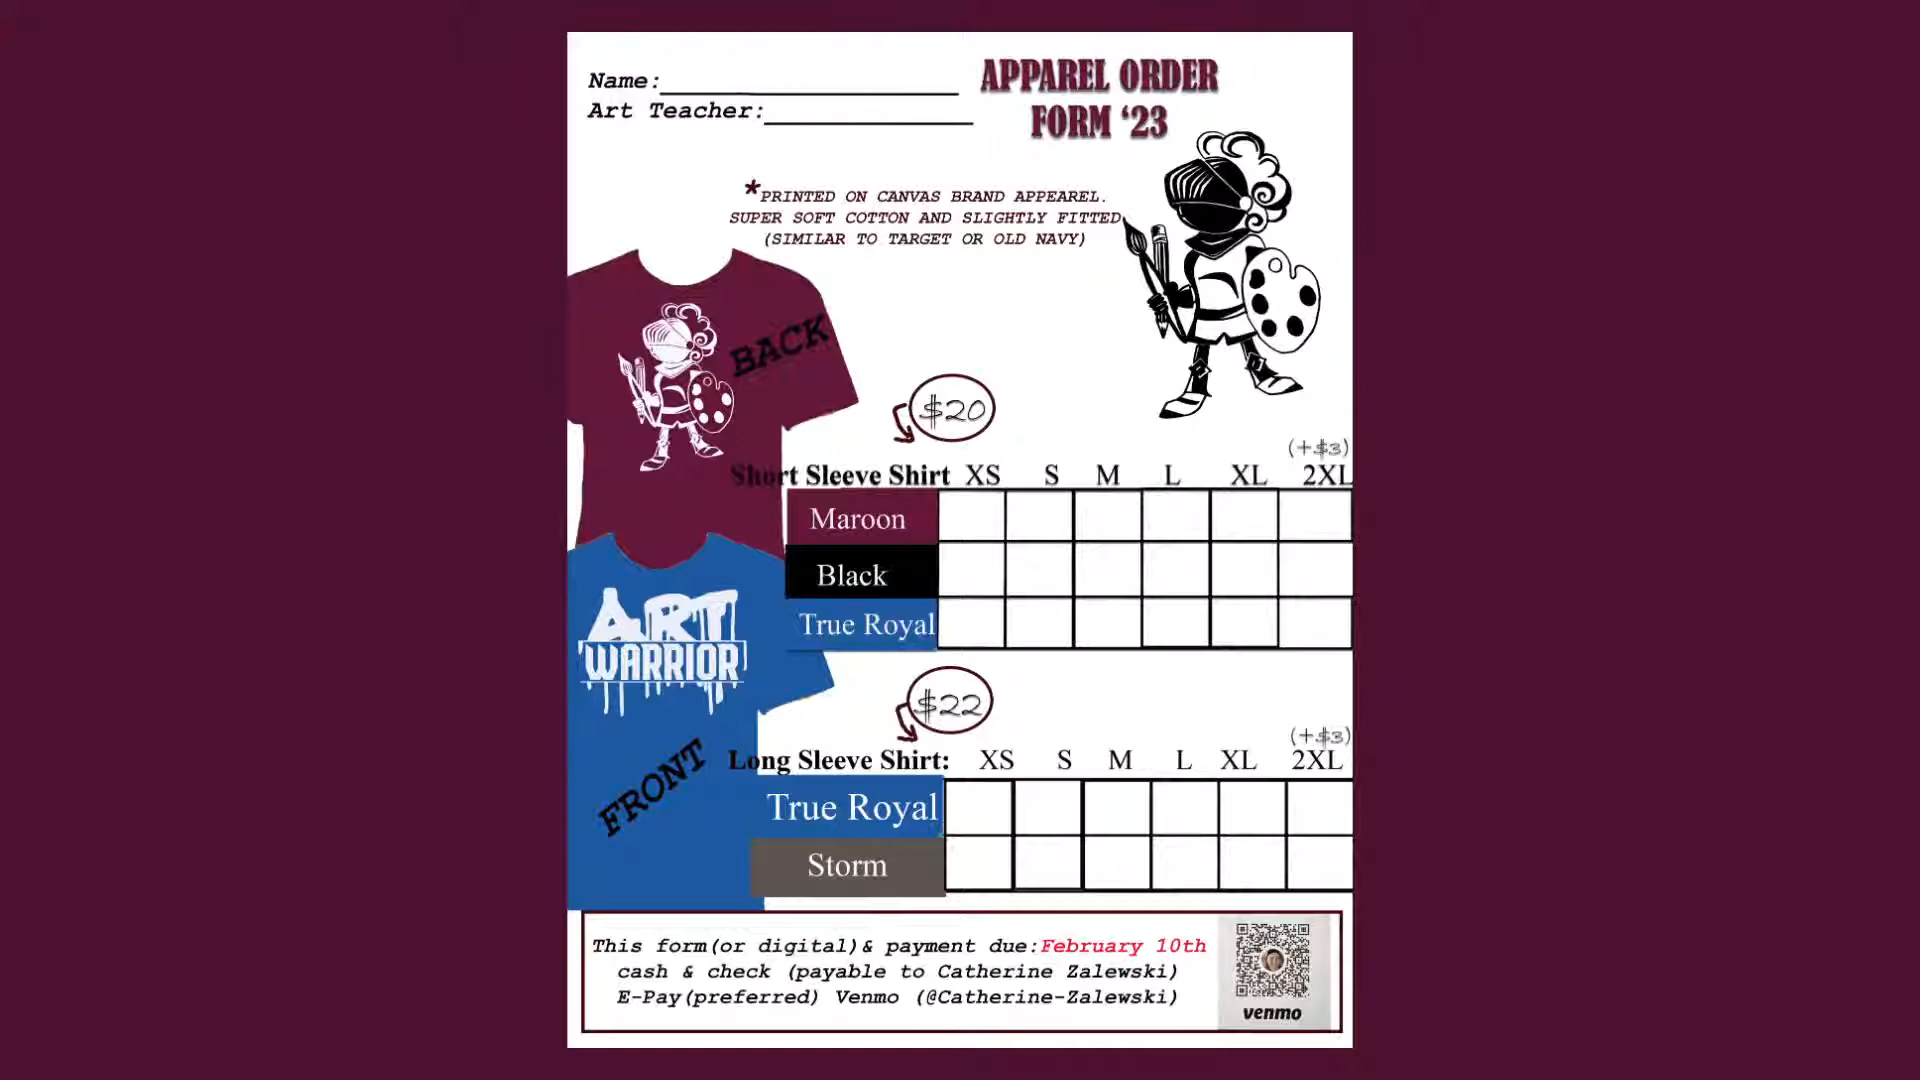 Name:
Art Teacher:
APPAREL ORDER
FORM ‘23
*PRINTED ON CANVAS BRAND APPEAREL.
SUPER SOFT COTTON AND SLIGHTLY FITTED
(SIMILAR TO TARGET OR OLD NAVY)
BACK
$20
(+$3)
Short Sleeve Shirt XS S M L XL 2XL
Maroon
Black
True Royal
ART
WARRIOR
FRONT
$22
(+$3)
Long Sleeve Shirt: XS S M L XL 2XL
True Royal
Storm
This form(or digital)& payment due:February 10th
cash & check (payable to Catherine Zalewski)
E-Pay(preferred) Venmo (@Catherine-Zalewski)
venmo